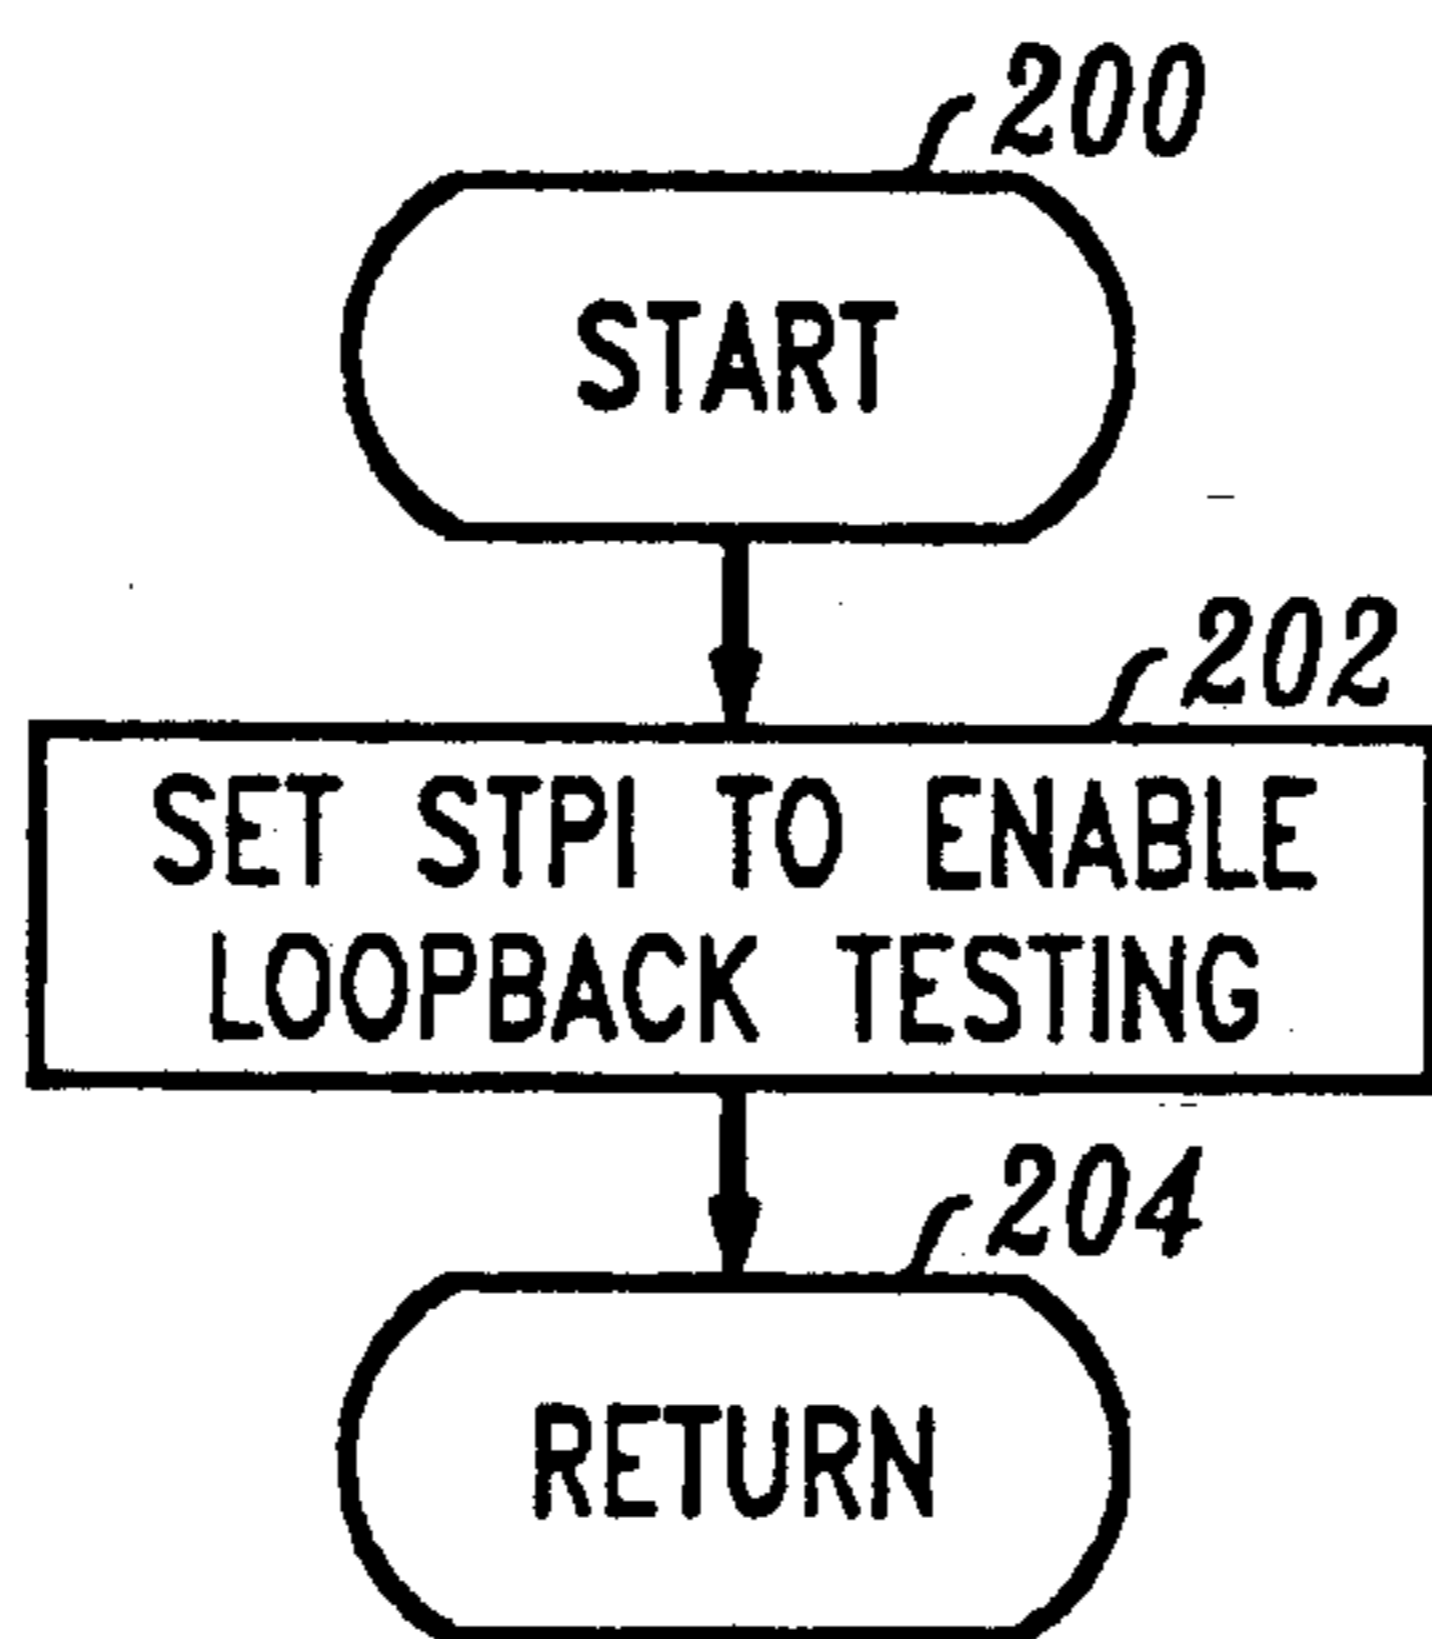 200
START
202
SET STPI TO ENABLE
LOOPBACK TESTING
204
RETURN